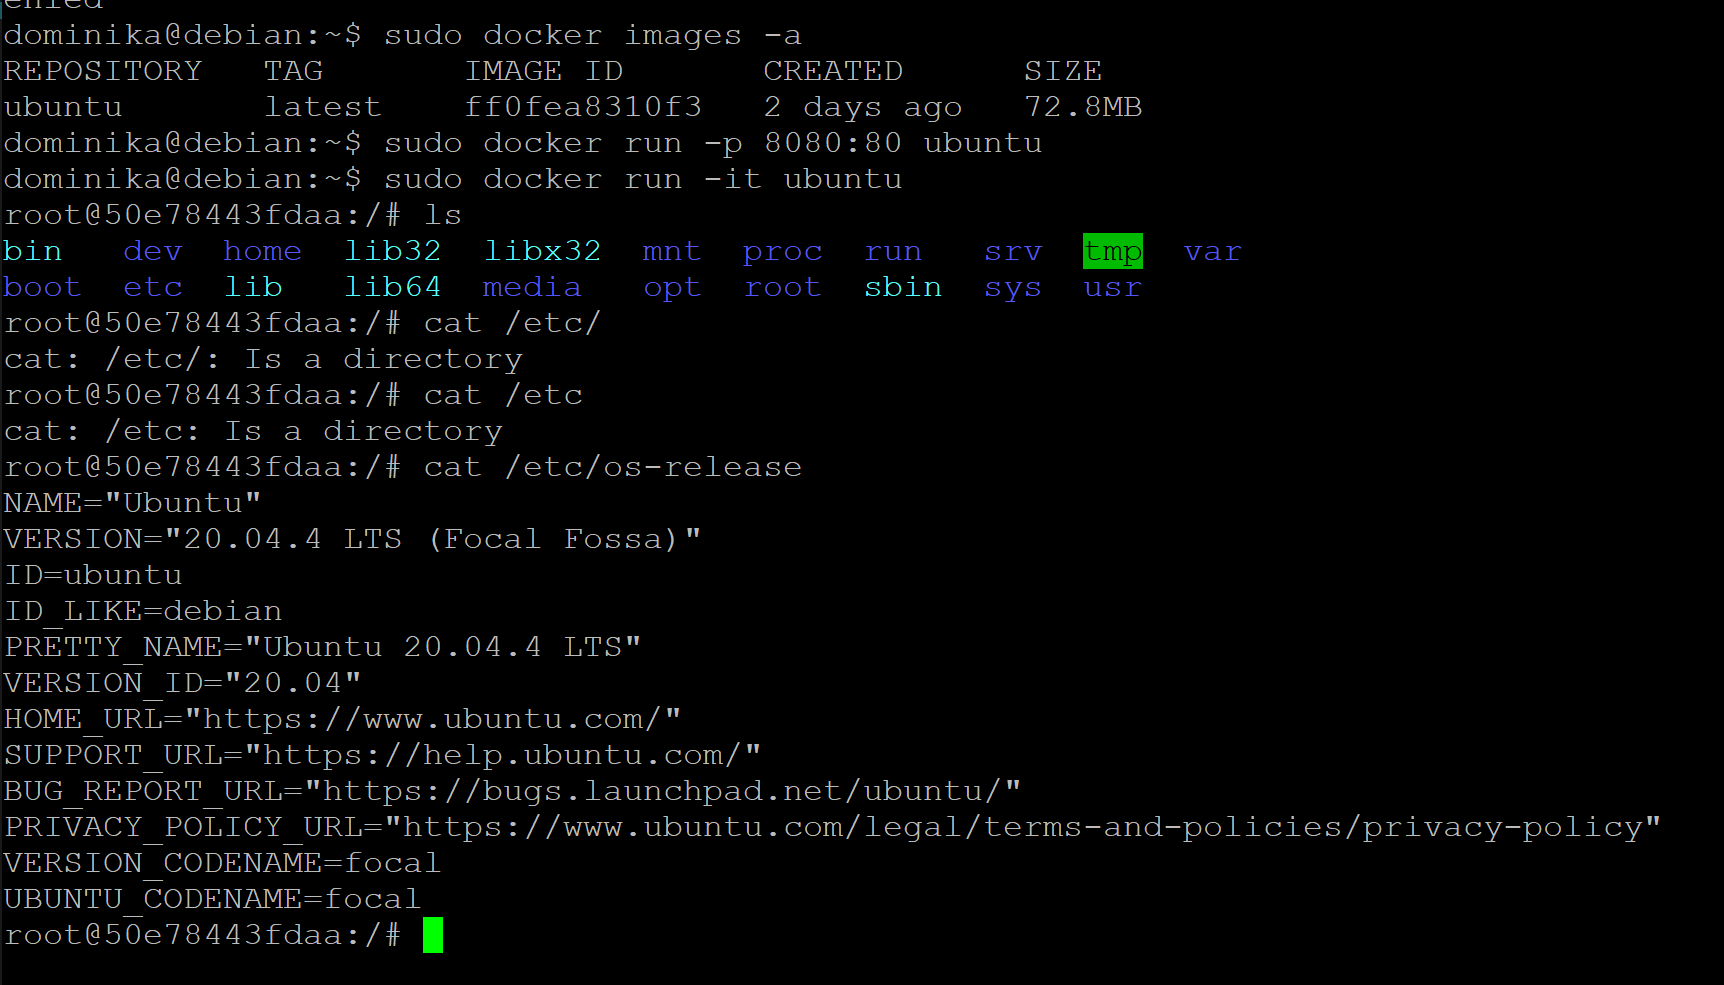 enied
dominika@debian:~$ sudo docker images -a
REPOSITORY   TAG       IMAGE ID       CREATED      SIZE
ubuntu       latest    ff0fea8310f3   2 days ago   72.8MB
dominika@debian:~$ sudo docker run -p 8080:80 ubuntu
dominika@debian:~$ sudo docker run -it ubuntu
root@50e78443fdaa:/# ls
bin   dev  home  lib32  libx32  mnt  proc  run   srv  tmp  var
boot  etc  lib   lib64  media   opt  root  sbin  sys  usr
root@50e78443fdaa:/# cat /etc/
cat: /etc/: Is a directory
root@50e78443fdaa:/# cat /etc
cat: /etc: Is a directory
root@50e78443fdaa:/# cat /etc/os-release
NAME="Ubuntu"
VERSION="20.04.4 LTS (Focal Fossa)"
ID=ubuntu
ID_LIKE=debian
PRETTY_NAME="Ubuntu 20.04.4 LTS"
VERSION_ID="20.04"
HOME_URL="https://www.ubuntu.com/"
SUPPORT_URL="https://help.ubuntu.com/"
BUG_REPORT_URL="https://bugs.launchpad.net/ubuntu/"
PRIVACY_POLICY_URL="https://www.ubuntu.com/legal/terms-and-policies/privacy-policy"
VERSION_CODENAME=focal
UBUNTU_CODENAME=focal
root@50e78443fdaa:/#